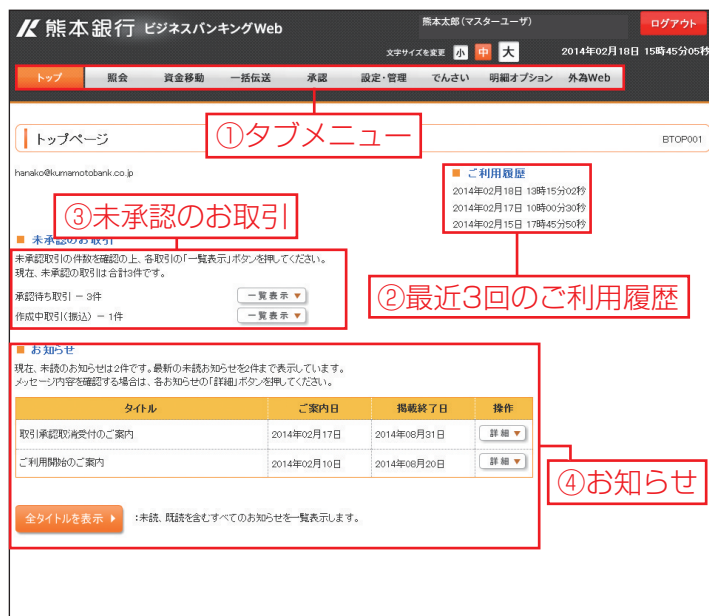 熊本銀行 ビジネスバンキングWeb
熊本太郎(マスターユーザ)
ログアウト
文字サイズを変更 小 中 大 2014年02月18日 15時45分05秒
トップ 照会 資金移動 一括伝送 承認 設定・管理 でんさい 明細オプション 外為Web
①タブメニュー
トップページ
BTOP001
hanako@kumamotobank.co.jp
■ ご利用履歴
2014年02月18日 13時15分02秒
2014年02月17日 10時00分30秒
2014年02月15日 17時45分50秒
③未承認のお取引
■ 未承認のお取引
未承認取引の件数を確認の上、各取引の「一覧表示」ボタンを押してください。
現在、未承認の取引は合計3件です。
承認待ち取引 － 3件 一覧表示 ▼
作成中取引(振込) － 1件 一覧表示 ▼
②最近3回のご利用履歴
■ お知らせ
現在、未読のお知らせは2件です。最新の未読お知らせを2件まで表示しています。
メッセージ内容を確認する場合は、各お知らせの「詳細」ボタンを押してください。
タイトル ご案内日 掲載終了日 操作
取引承認取消受付のご案内 2014年02月17日 2014年08月31日 詳細 ▼
ご利用開始のご案内 2014年02月10日 2014年08月20日 詳細 ▼
④お知らせ
全タイトルを表示 ▶ :未読、既読を含むすべてのお知らせを一覧表示します。